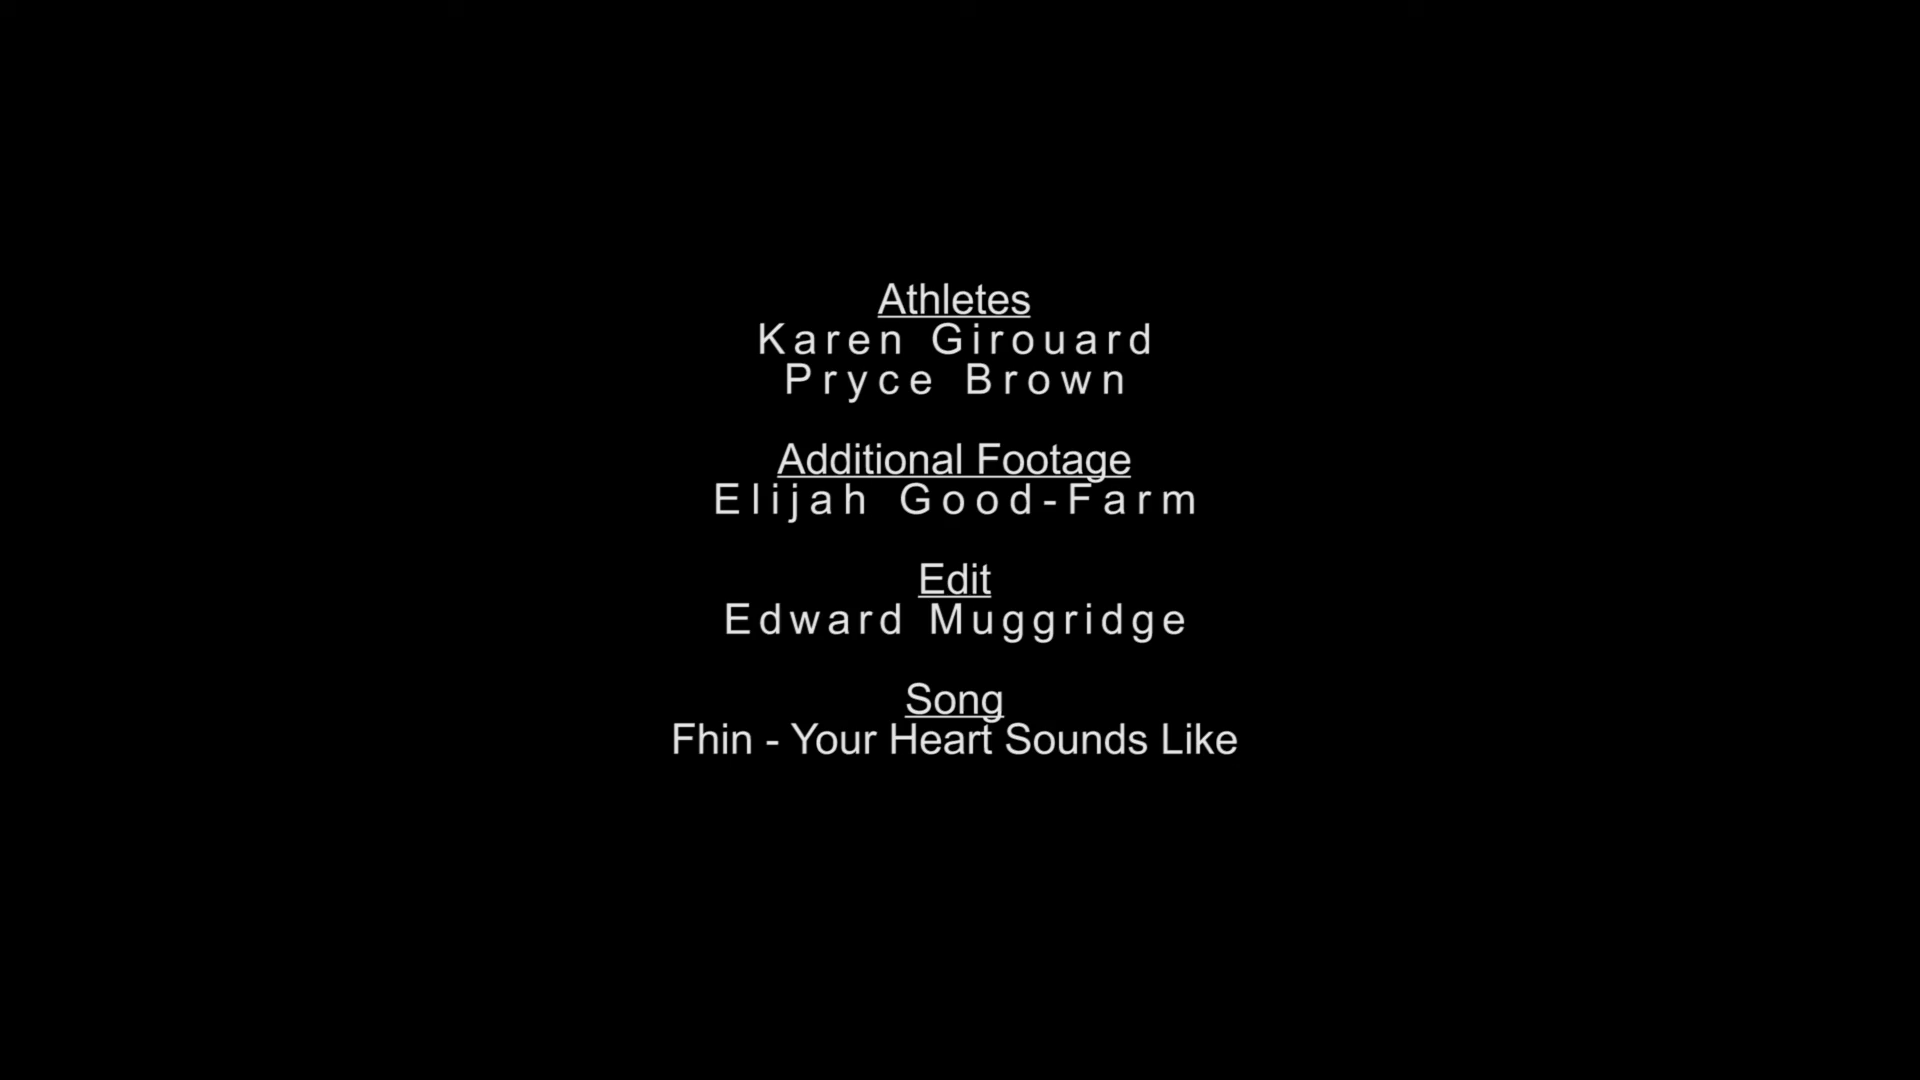 Athletes
Karen Girouard
Pryce Brown
Additional Footage
Elijah Good-Farm
Edit
Edward Muggridge
Song
Fhin - Your Heart Sounds Like